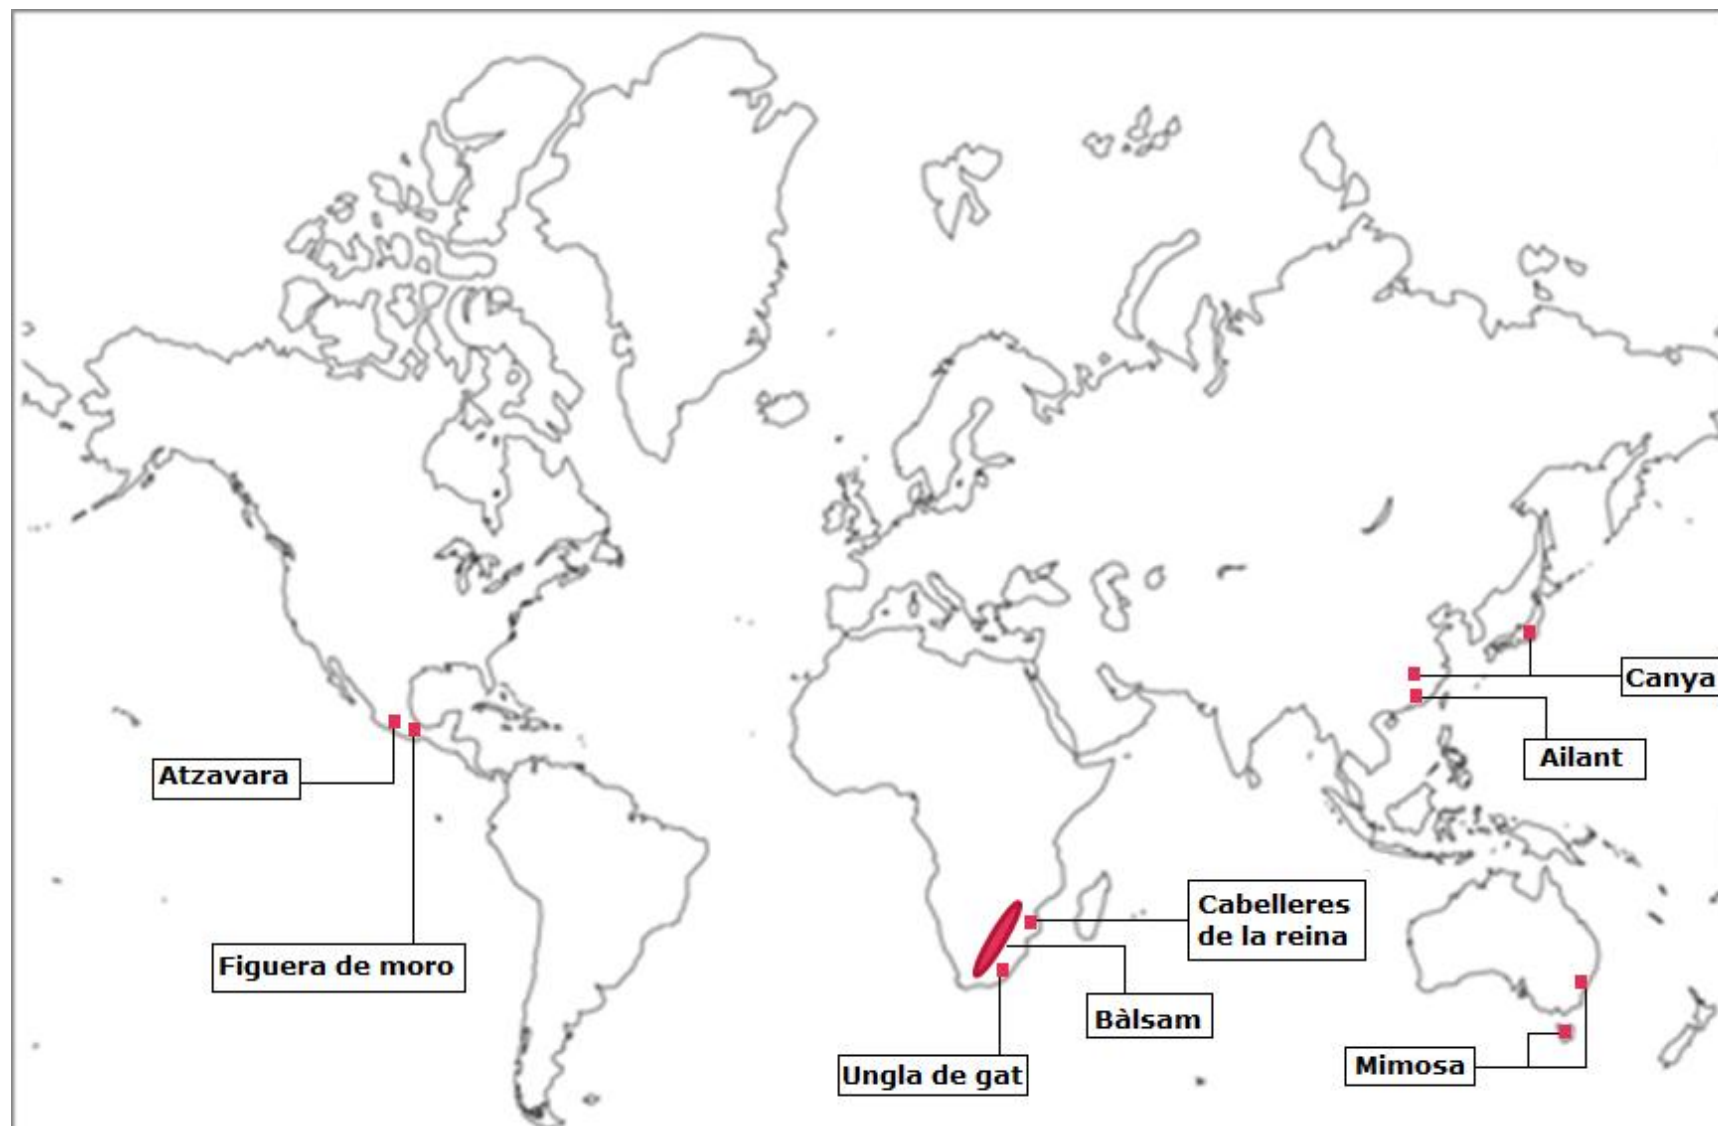 Canya
Ailant
Atzavara
Cabelleres
de la reina
Figuera de moro
Bàlsam
Ungla de gat
Mimosa